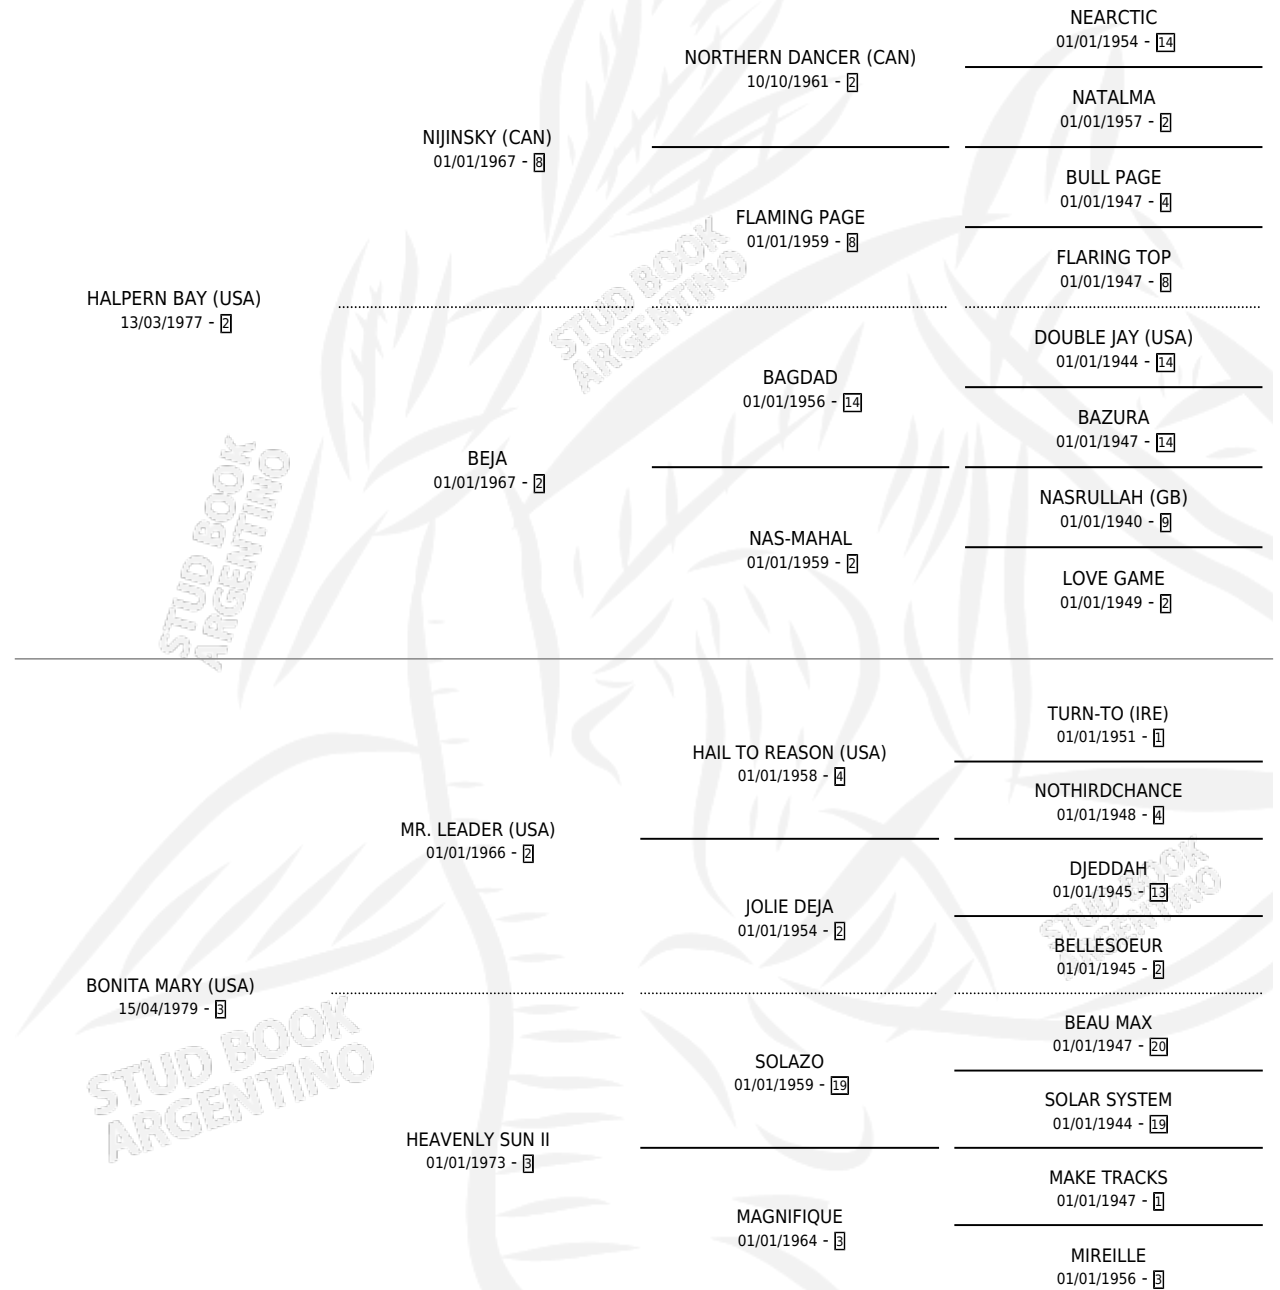 NEARCTIC
01/01/1954 - 14
NORTHERN DANCER (CAN)
10/10/1961 - 2
NATALMA
01/01/1957 - 2
NIJINSKY (CAN)
01/01/1967 - 8
BULL PAGE
01/01/1947 - 4
FLAMING PAGE
01/01/1959 - 8
FLARING TOP
01/01/1947 - 8
HALPERN BAY (USA)
13/03/1977 - 2
STUD BOOK
ARGENTINO
DOUBLE JAY (USA)
01/01/1944 - 14
BAGDAD
01/01/1956 - 14
BAZURA
01/01/1947 - 14
BEJA
01/01/1967 - 2
NASRULLAH (GB)
01/01/1940 - 9
NAS-MAHAL
01/01/1959 - 2
LOVE GAME
01/01/1949 - 2
STUD BOOK
ARGENTINO
TURN-TO (IRE)
01/01/1951 - 1
HAIL TO REASON (USA)
01/01/1958 - 4
NOTHIRDCHANCE
01/01/1948 - 4
MR. LEADER (USA)
01/01/1966 - 2
DJEDDAH
01/01/1945 - 13
JOLIE DEJA
01/01/1954 - 2
STUD BOOK
ARGENTINO
BELLESOEUR
01/01/1945 - 2
BONITA MARY (USA)
15/04/1979 - 3
BEAU MAX
01/01/1947 - 20
SOLAZO
01/01/1959 - 19
STUD BOOK
ARGENTINO
SOLAR SYSTEM
01/01/1944 - 19
HEAVENLY SUN II
01/01/1973 - 3
MAKE TRACKS
01/01/1947 - 1
MAGNIFIQUE
01/01/1964 - 3
MIREILLE
01/01/1956 - 3